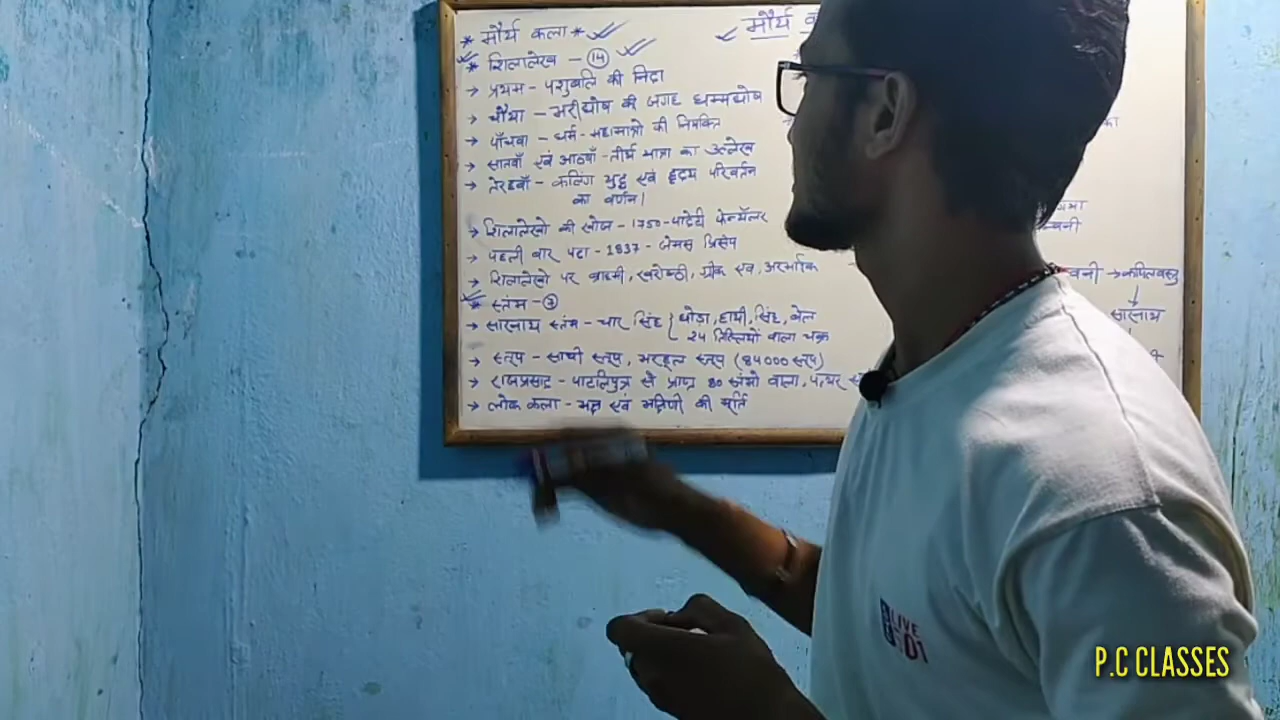 * मौर्य कला *
मौर्य
* शिलालेख - 14
→ प्रथम - पशुबलि की निंदा
→ चौथा - भेरीघोष की जगह धम्मघोष
→ पाँचवा - धर्म-महामात्रो की नियुक्ति
→ सातवाँ एवं आठवाँ - तीर्थ यात्रा का उल्लेख
→ तेरहवाँ - कलिंग युद्ध एवं हृदय परिवर्तन
का वर्णन।
→ शिलालेखो की खोज - 1750 - पाद्रेटी फेन्थैलर
→ पहली बार पढा - 1837 - जेम्स प्रिंसेप
→ शिलालेखो पर ब्राह्मी, खरोष्ठी, ग्रीक एवं अरमाईक
* स्तंभ - 7
→ सारनाथ स्तंभ - चार सिंह { घोडा, हाथी, सिंह, बैल
24 तिल्लियों वाला चक्र
→ स्तूप - सांची स्तूप, भरहूत स्तूप (84000 स्तूप)
→ राजप्रसाद - पाटलिपुत्र से प्राप्त 80 स्तंभो वाला, पत्थर
→ लोक कला - यक्ष एवं यक्षिणी की मूर्ति
→ कपिलवस्तु
सारनाथ
LIVE
P.C CLASSES